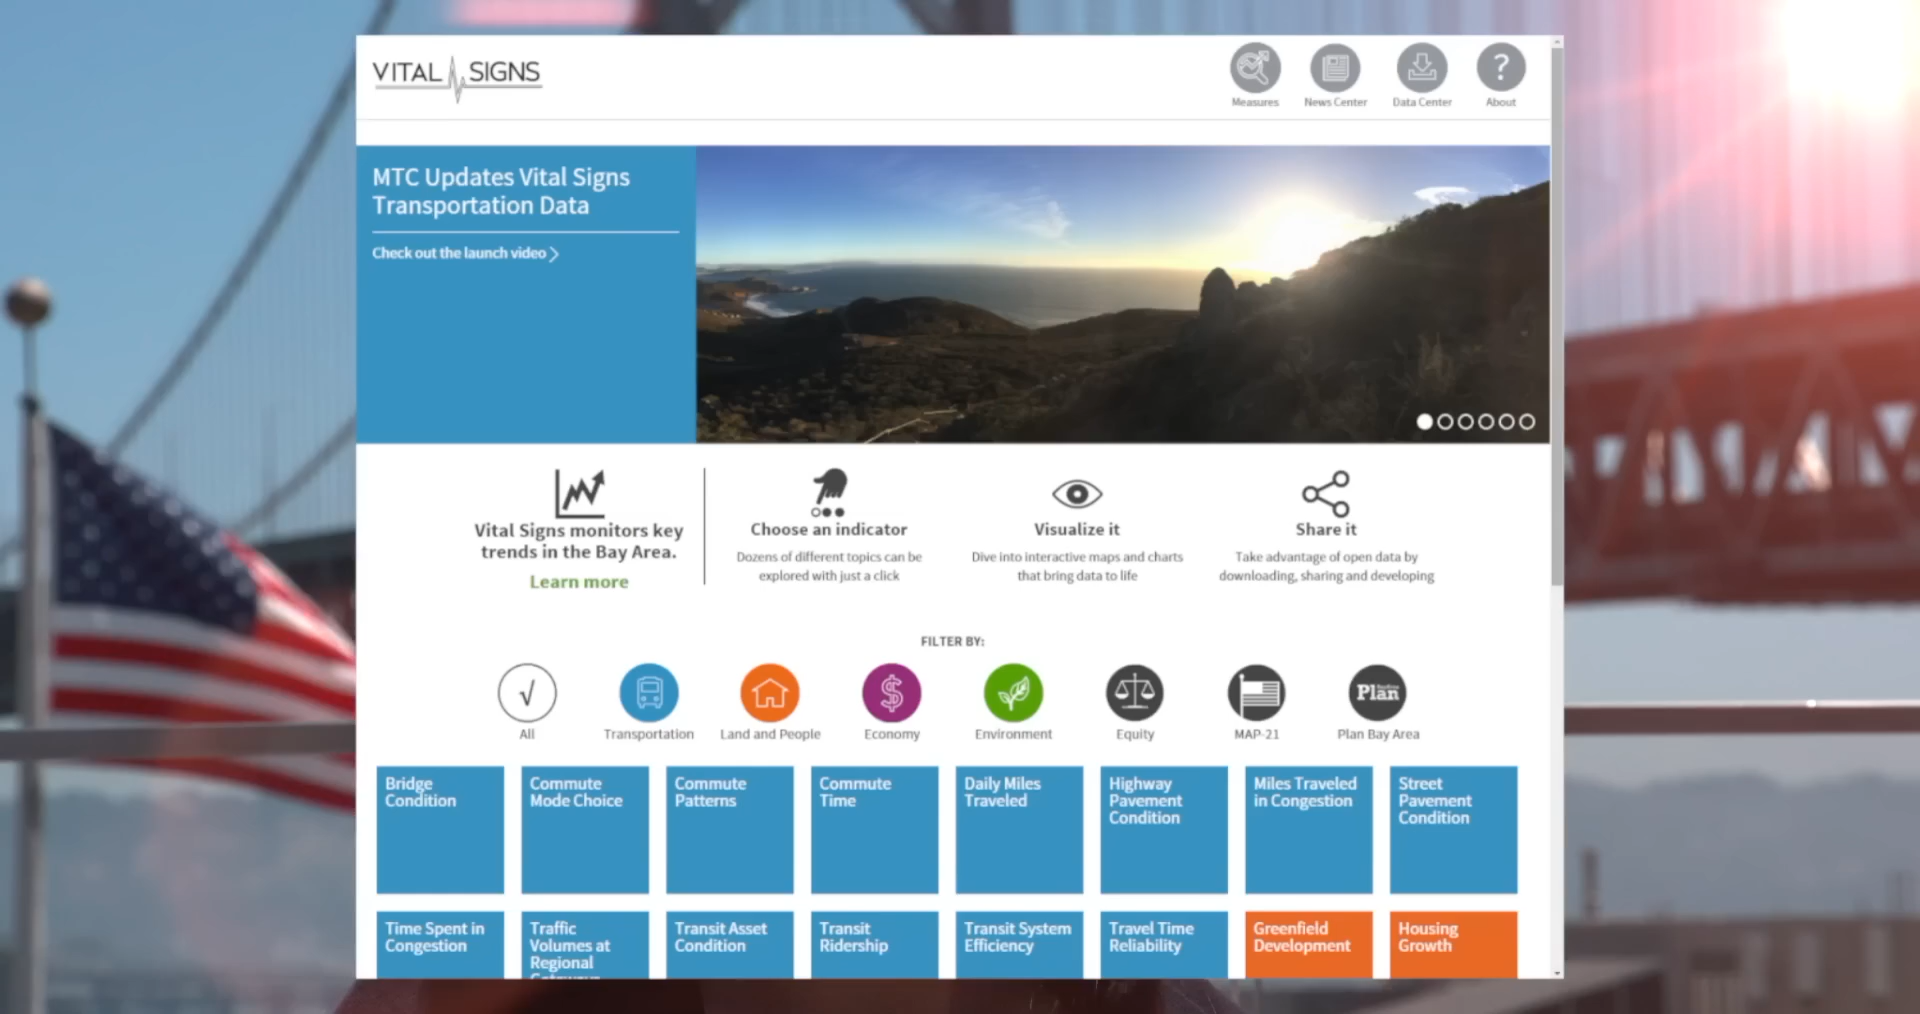 VITAL SIGNS
Measures
News Center
Data Center
?
About
MTC Updates Vital Signs
Transportation Data
Check out the launch video
Vital Signs monitors key
trends in the Bay Area.
Learn more
Choose an indicator
Dozens of different topics can be
explored with just a click
Visualize it
Dive into interactive maps and charts
that bring data to life
Share it
Take advantage of open data by
downloading, sharing and developing
FILTER BY:
All
Transportation
Land and People
$
Economy
Environment
Equity
MAP-21
Plan
Plan Bay Area
Bridge
Condition
Commute
Mode Choice
Commute
Patterns
Commute
Time
Daily Miles
Traveled
Highway
Pavement
Condition
Miles Traveled
in Congestion
Street
Pavement
Condition
Time Spent in
Congestion
Traffic
Volumes at
Regional
Transit Asset
Condition
Transit
Ridership
Transit System
Efficiency
Travel Time
Reliability
Greenfield
Development
Housing
Growth